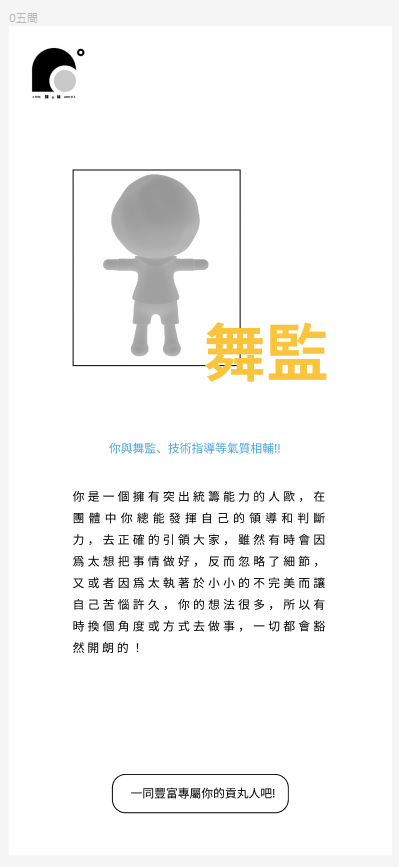 0五問
舞監
你與舞監、技術指導等氣質相輔!!
你是一個擁有突出統籌能力的人歐，在
團體中你總能發揮自己的領導和判斷
力，去正確的引領大家，雖然有時會因
為太想把事情做好，反而忽略了細節，
又或者因為太執著於小小的不完美而讓
自己苦惱許久，你的想法很多，所以有
時換個角度或方式去做事，一切都會豁
然開朗的！
一同豐富專屬你的貢丸人吧!